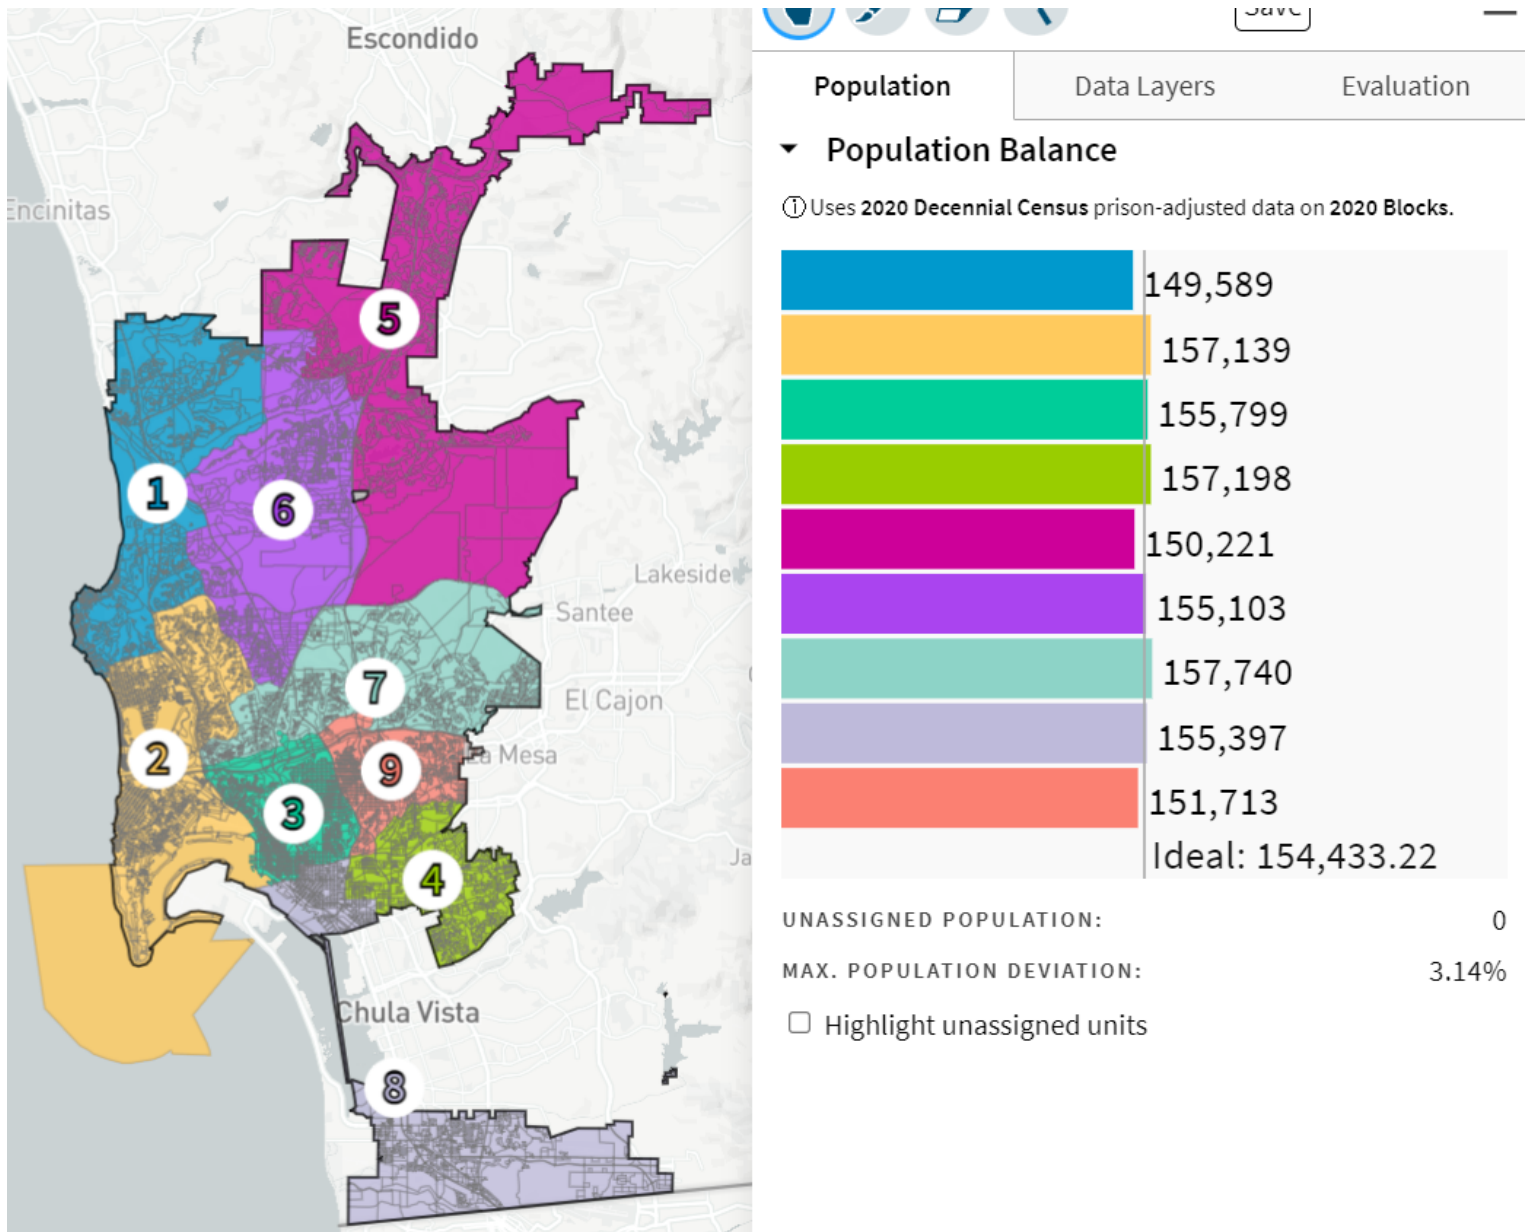 Escondido
Encinitas
5
1
6
Lakeside
Santee
7
El Cajon
2
9
La Mesa
3
4
Chula Vista
8
Save
Population
Data Layers
Evaluation
Population Balance
Uses 2020 Decennial Census prison-adjusted data on 2020 Blocks.
149,589
157,139
155,799
157,198
150,221
155,103
157,740
155,397
151,713
Ideal: 154,433.22
UNASSIGNED POPULATION: 0
MAX. POPULATION DEVIATION: 3.14%
Highlight unassigned units